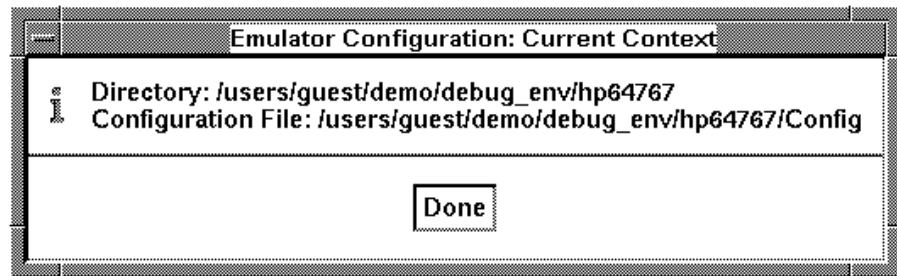 Emulator Configuration: Current Context
Directory: /users/guest/demo/debug_env/hp64767
Configuration File: /users/guest/demo/debug_env/hp64767/Config
Done